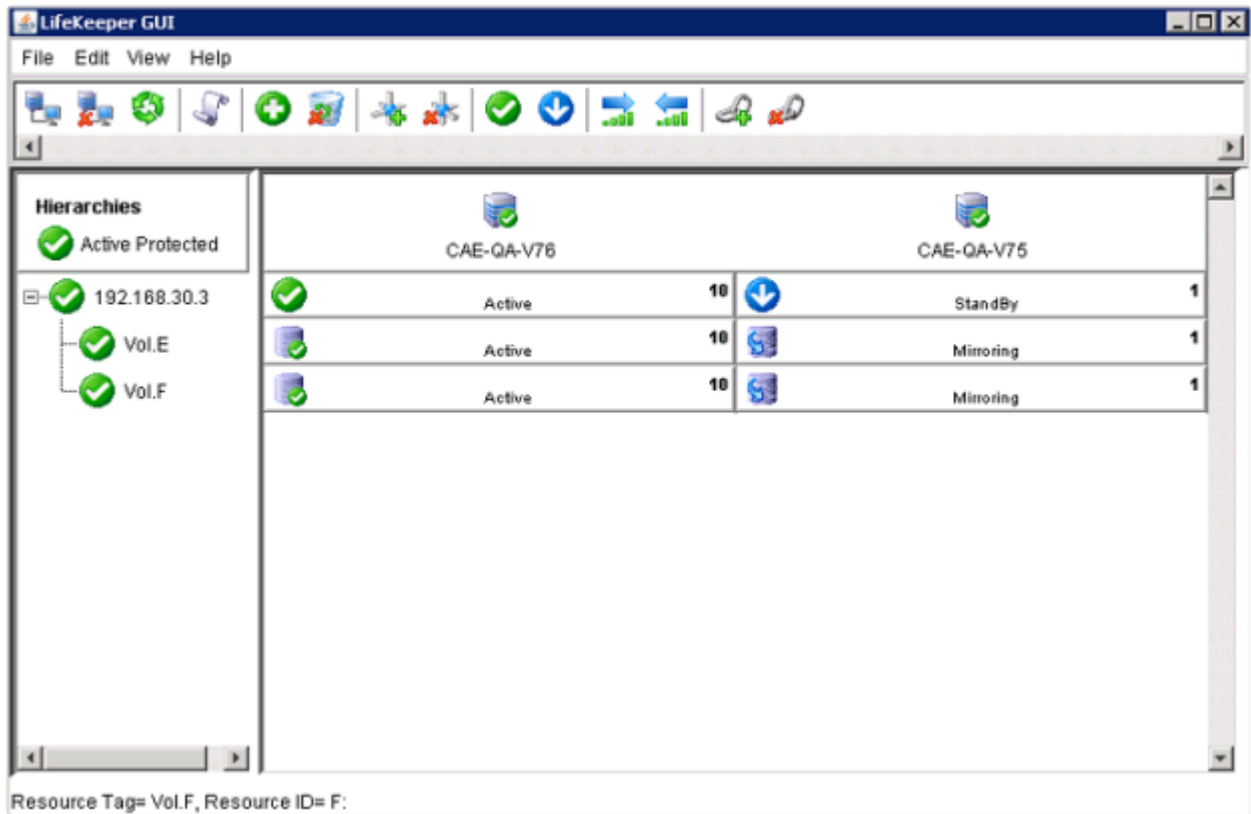 LifeKeeper GUI
File Edit View Help
Hierarchies
Active Protected
CAE-QA-V76 CAE-QA-V75
192.168.30.3 Active 10 StandBy 1
Vol.E Active 10 Mirroring 1
Vol.F Active 10 Mirroring 1
Resource Tag= Vol.F, Resource ID= F: